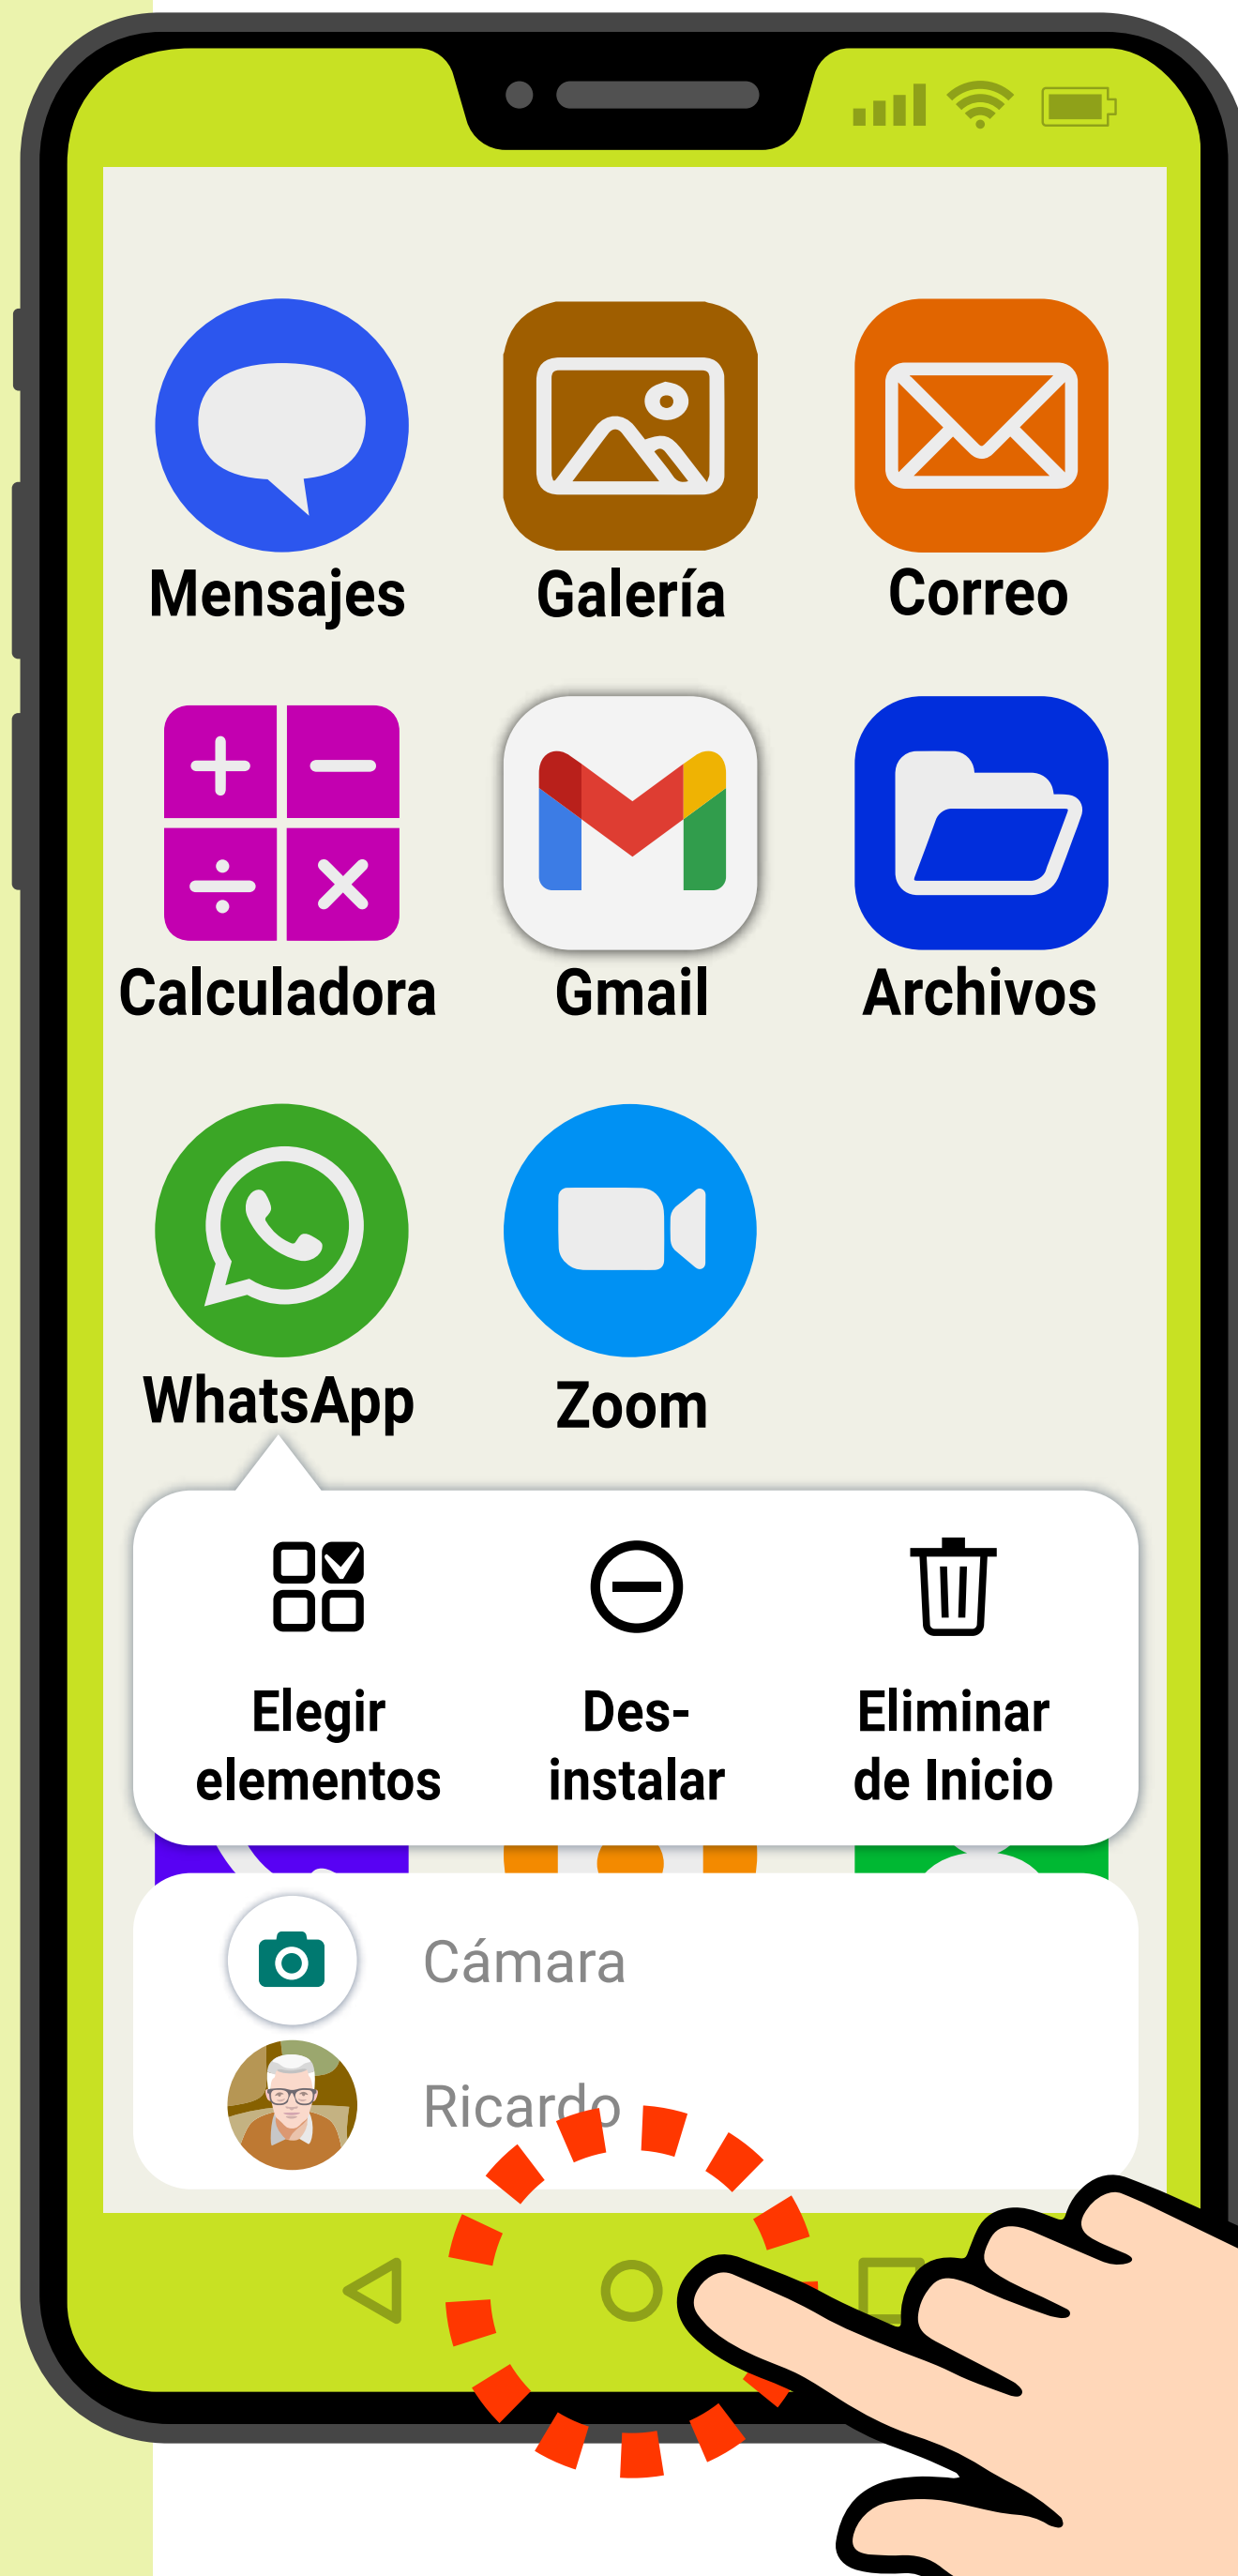 Mensajes Galería Correo
Calculadora Gmail Archivos
WhatsApp Zoom
Elegir
elementos
Des-
instalar
Eliminar
de Inicio
Cámara
Ricardo